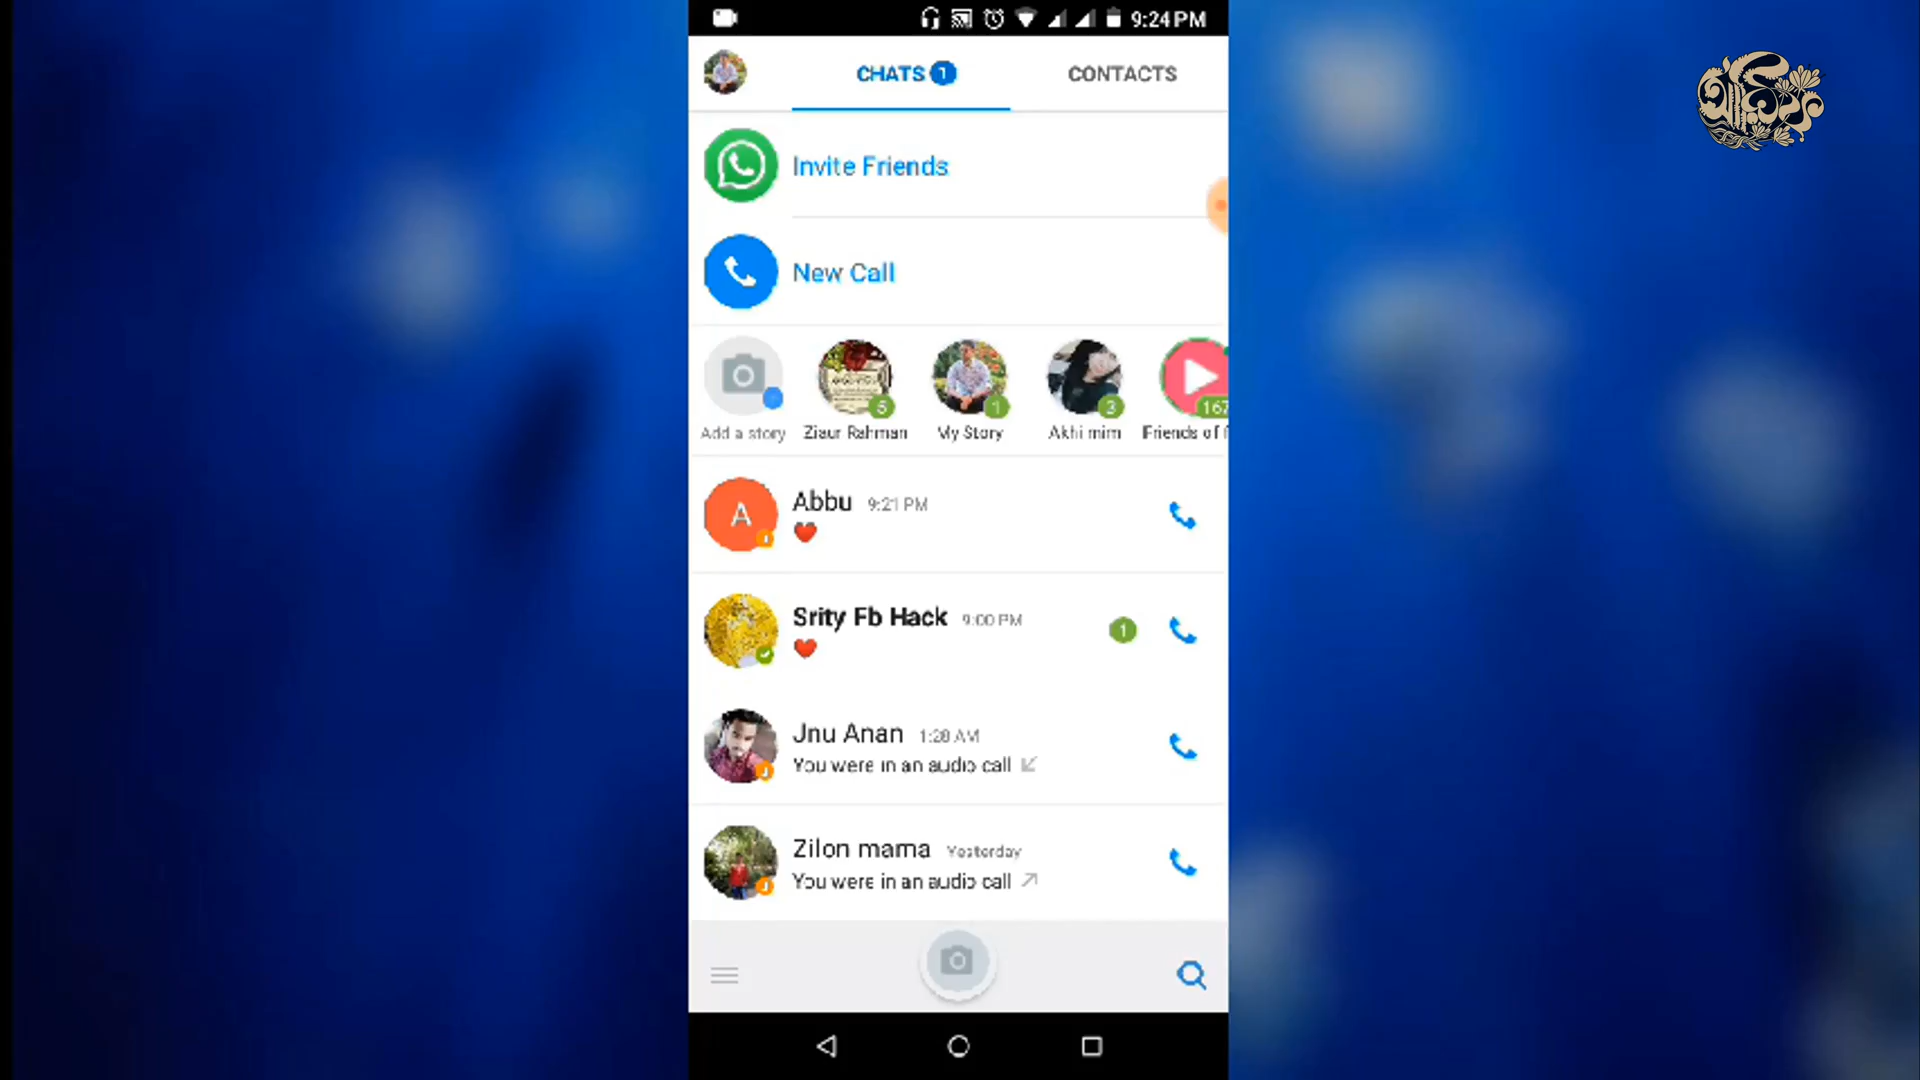 9:24 PM
CHATS 1
CONTACTS
Invite Friends
New Call
5
1
3
167
Add a story
Ziaur Rahman
My Story
Akhi mim
Friends of f
A
Abbu 9:21 PM
❤️
Srity Fb Hack 9:00 PM
❤️
1
Jnu Anan 1:28 AM
You were in an audio call
Zilon mama Yesterday
You were in an audio call